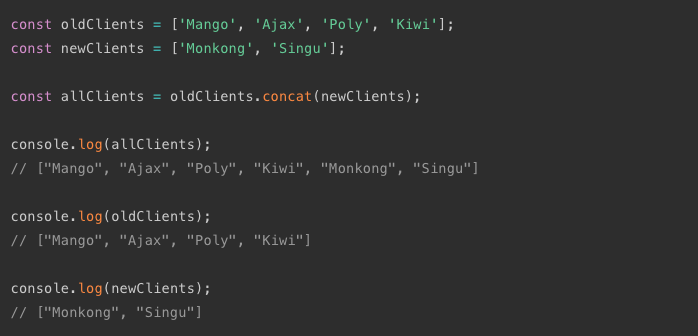 const oldClients = ['Mango', 'Ajax', 'Poly', 'Kiwi'];
const newClients = ['Monkong', 'Singu'];
const allClients = oldClients.concat(newClients);
console.log(allClients);
// ["Mango", "Ajax", "Poly", "Kiwi", "Monkong", "Singu"]
console.log(oldClients);
// ["Mango", "Ajax", "Poly", "Kiwi"]
console.log(newClients);
// ["Monkong", "Singu"]